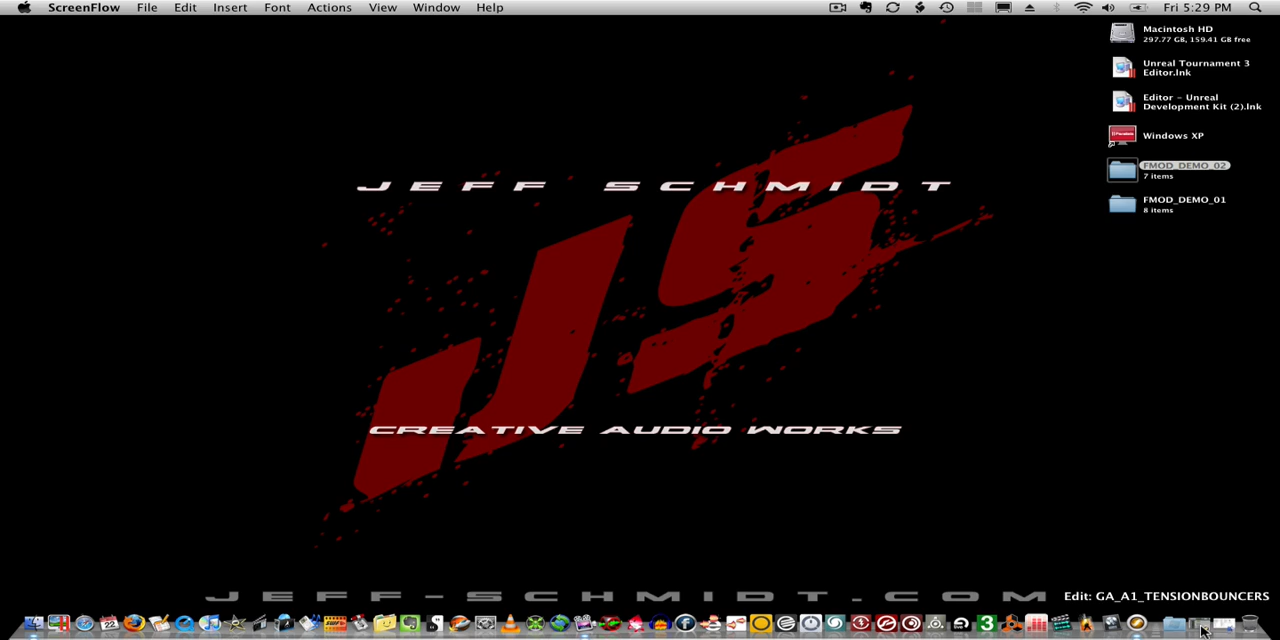 ScreenFlow File Edit Insert Font Actions View Window Help Fri 5:29 PM
Macintosh HD
297.77 GB, 159.41 GB free
Unreal Tournament 3
Editor.lnk
Editor – Unreal
Development Kit (2).lnk
Windows XP
FMOD_DEMO_02
7 items
FMOD_DEMO_01
8 items
JEFF SCHMIDT
JS
CREATIVE AUDIO WORKS
JEFF-SCHMIDT.COM
Edit: GA_A1_TENSIONBOUNCERS